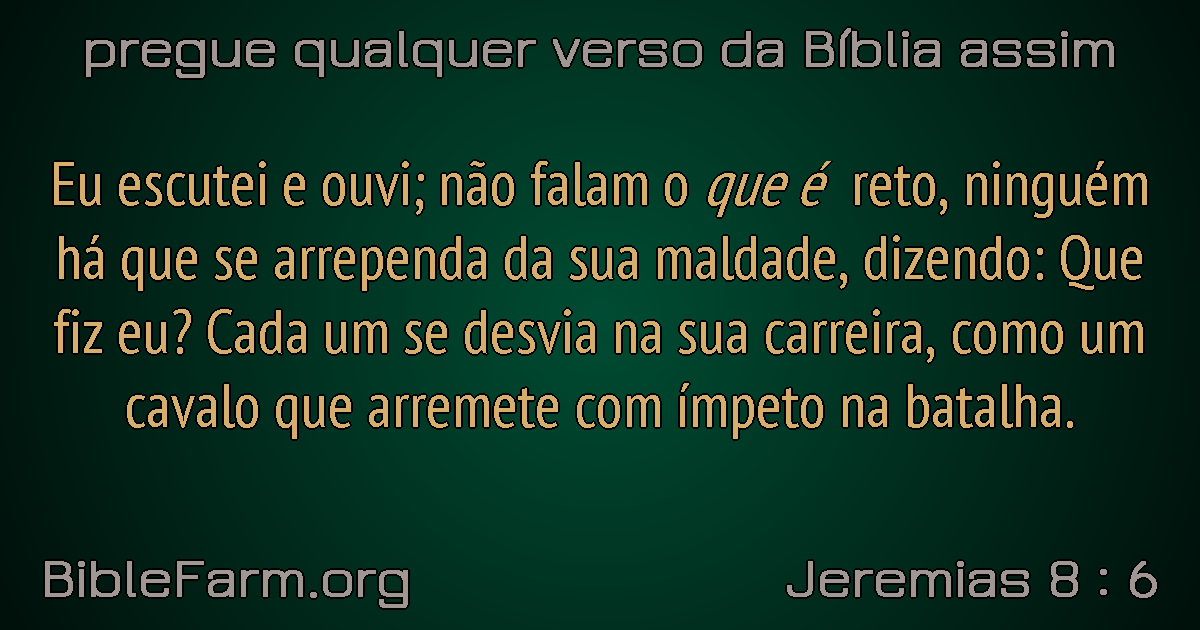 pregue qualquer verso da Bíblia assim
Eu escutei e ouvi; não falam o que é reto, ninguém
há que se arrependa da sua maldade, dizendo: Que
fiz eu? Cada um se desvia na sua carreira, como um
cavalo que arremete com ímpeto na batalha.
BibleFarm.org
Jeremias 8 : 6